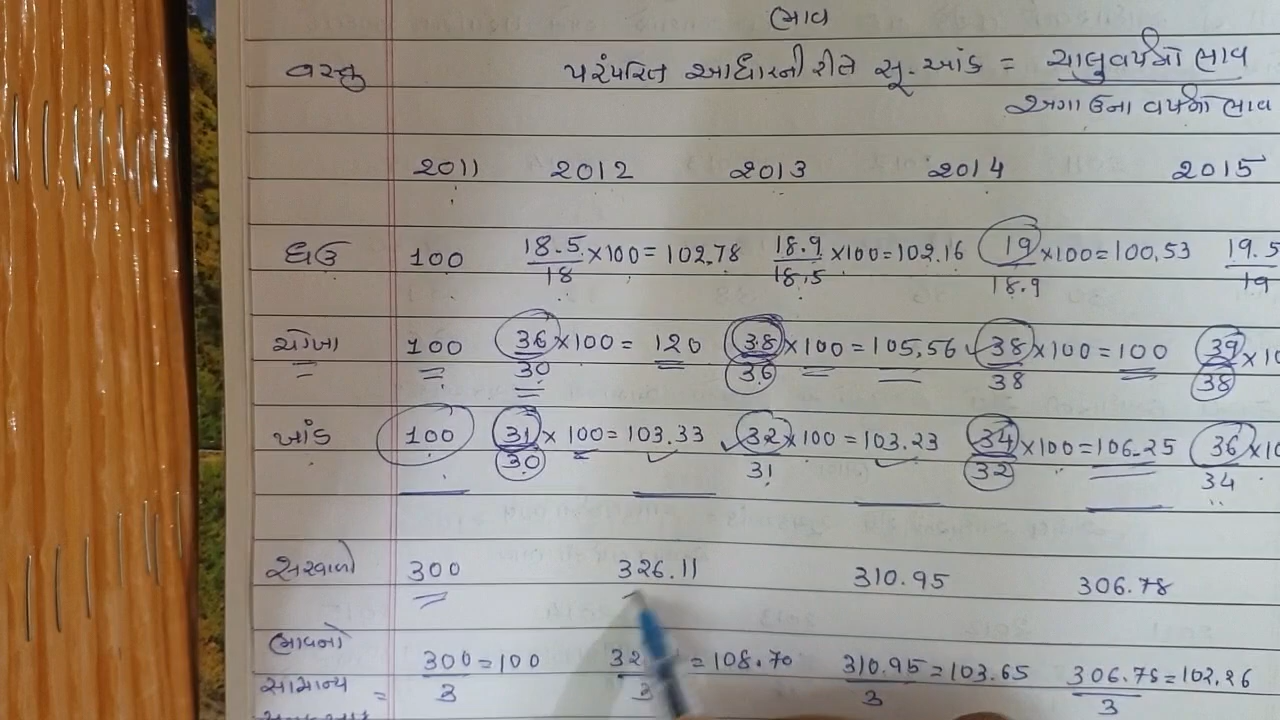 ભાવ
વસ્તુ પરંપરિત આધારની રીતે સૂ.આંક = ચાલુવર્ષનો ભાવ
અગાઉના વર્ષનો ભાવ
2011 2012 2013 2014 2015
ઘઉં 100 18.5 ×100= 102.78 18.9 ×100=102.16 19 ×100=100.53 19.5
18 18.5 18.9 19
ચોખા 100 36 ×100= 120 38 ×100=105.56 38 ×100=100 39 ×10
30 36 38 38
ખાંડ 100 31 × 100=103.33 32 ×100=103.23 34 ×100=106.25 36 ×10
30 31 32 34
સરવાળો 300 326.11 310.95 306.78
ભાવનો 300 =100 32 =108.70 310.95 =103.65 306.78 =102.26
સામાન્ય = 3 3 3 3